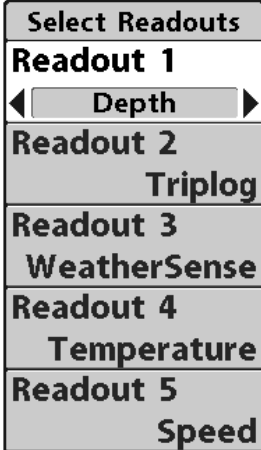 Select Readouts
Readout 1
Depth
Readout 2
Triplog
Readout 3
WeatherSense
Readout 4
Temperature
Readout 5
Speed